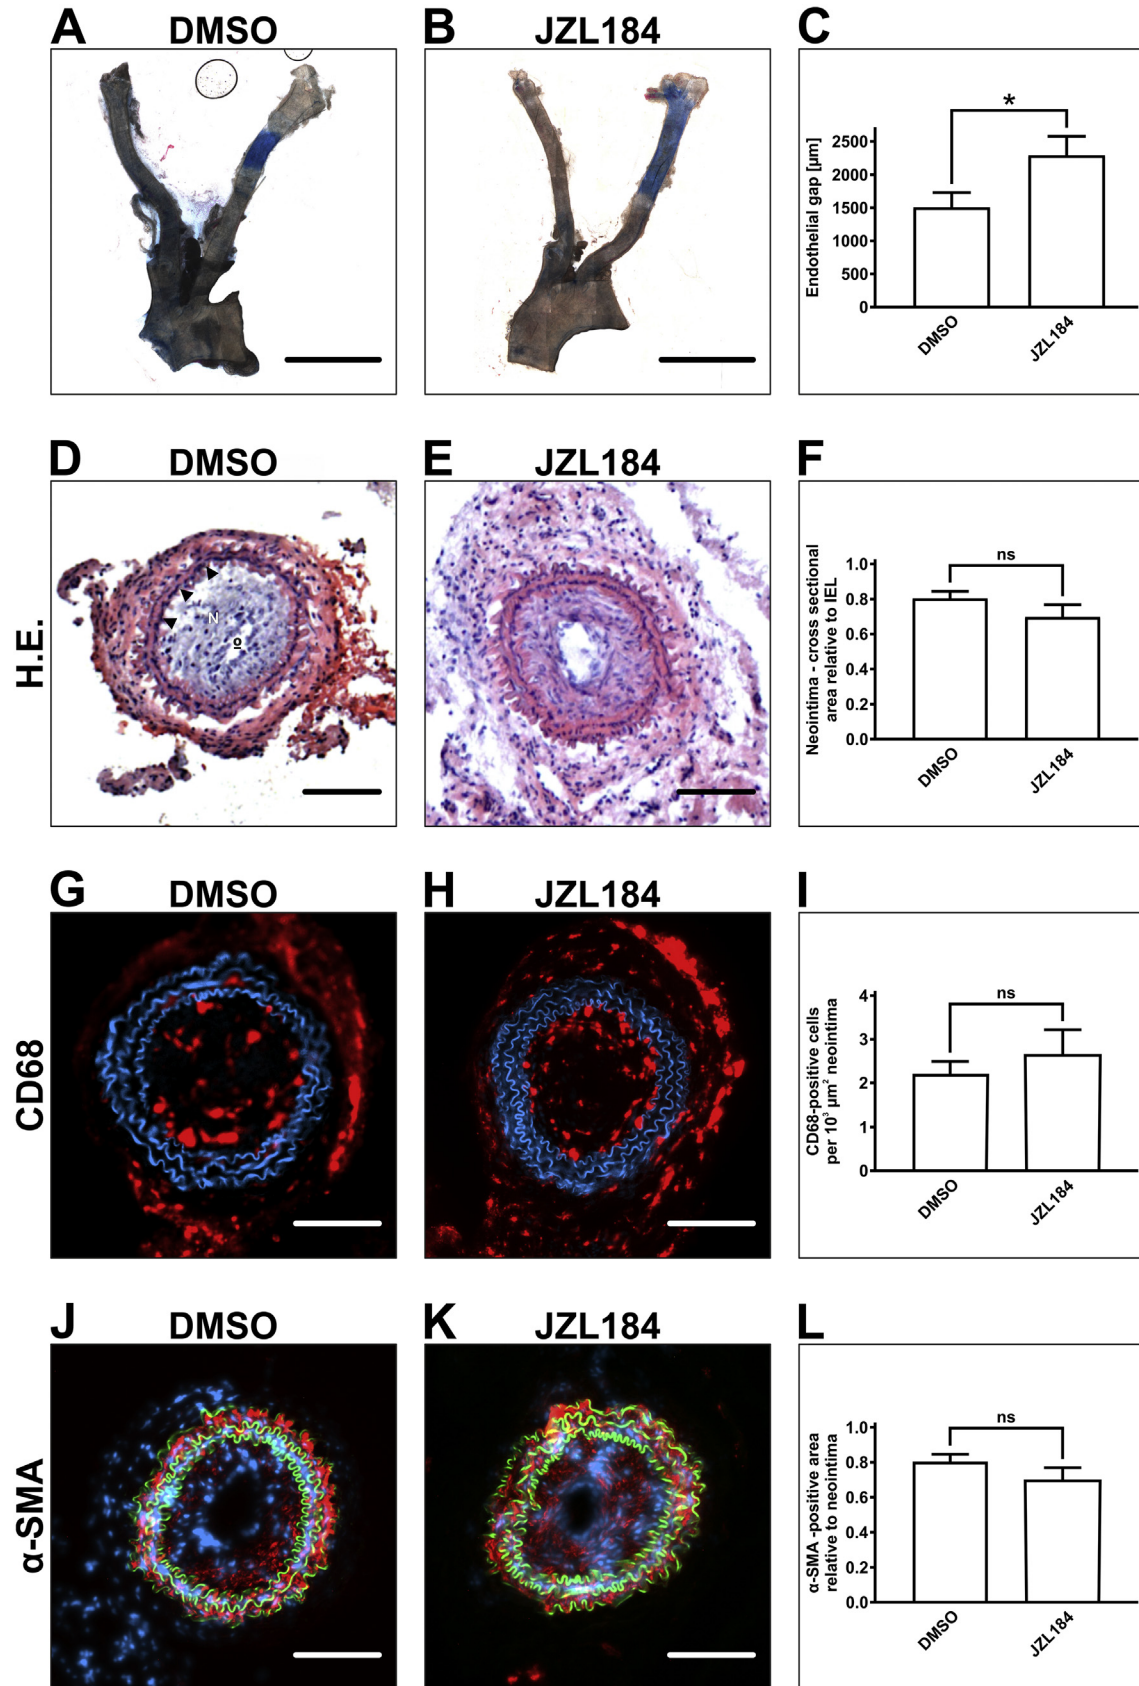 A DMSO
B JZL184
C
*
Endothelial gap [µm]
2500
2000
1500
1000
500
0
DMSO
JZL184
D DMSO
E JZL184
F
H.E.
N
o
ns
Neointima - cross sectional
area relative to IEL
1.0
0.8
0.6
0.4
0.2
0.0
DMSO
JZL184
G DMSO
H JZL184
I
CD68
ns
CD68-positive cells
per 10³ µm² neointima
4
3
2
1
0
DMSO
JZL184
J DMSO
K JZL184
L
α-SMA
ns
α-SMA -positive area
relative to neointima
1.0
0.8
0.6
0.4
0.2
0.0
DMSO
JZL184